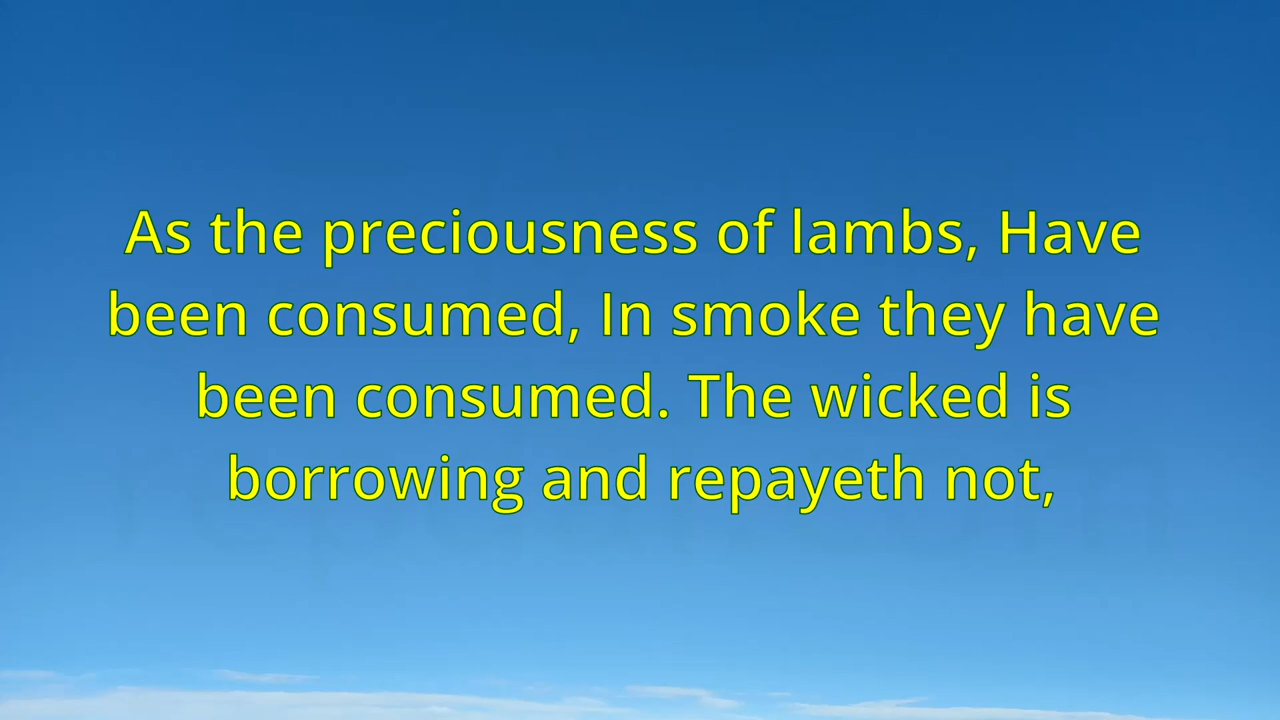 As the preciousness of lambs, Have
been consumed, In smoke they have
been consumed. The wicked is
borrowing and repayeth not,